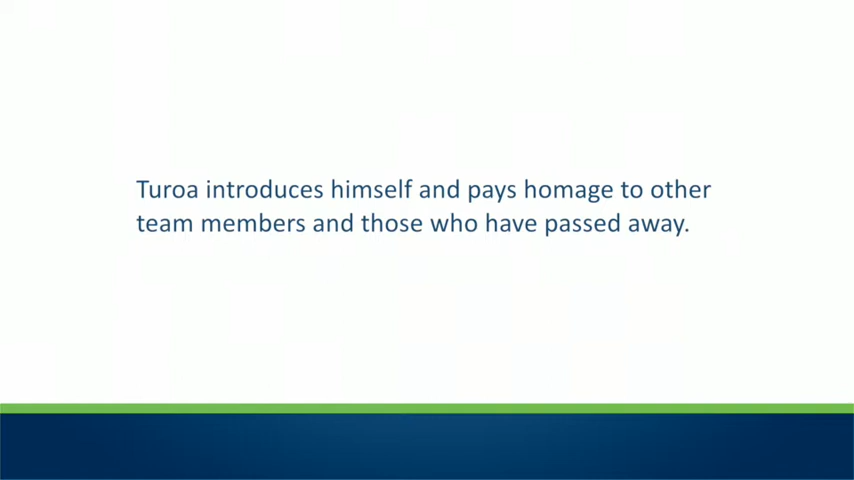 Turoa introduces himself and pays homage to other
team members and those who have passed away.